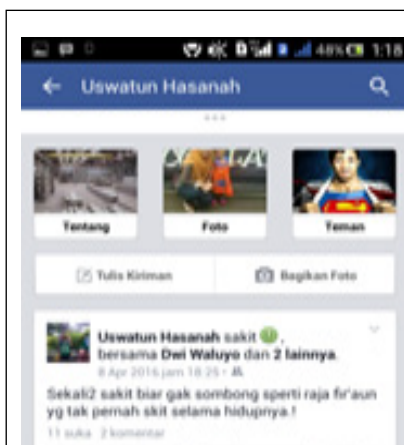 48% 1:18
Uswatun Hasanah
Tentang
Foto
Teman
Tulis Kiriman
Bagikan Foto
Uswatun Hasanah sakit
bersama Dwi Waluyo dan 2 lainnya.
8 Apr 2016 jam 18:25
Sekali2 sakit biar gak sombong sperti raja fir'aun
yg tak pernah skit selama hidupnya.!
11 suka 2 komentar